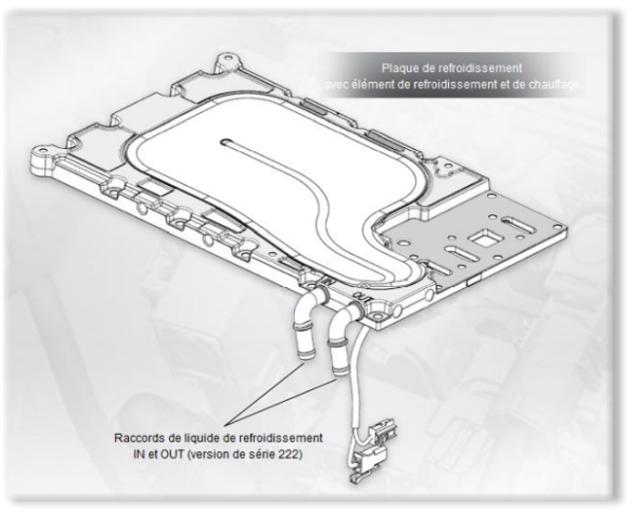 Plaque de refroidissement
avec élément de refroidissement et de chauffage
Raccords de liquide de refroidissement
IN et OUT (version de série 222)